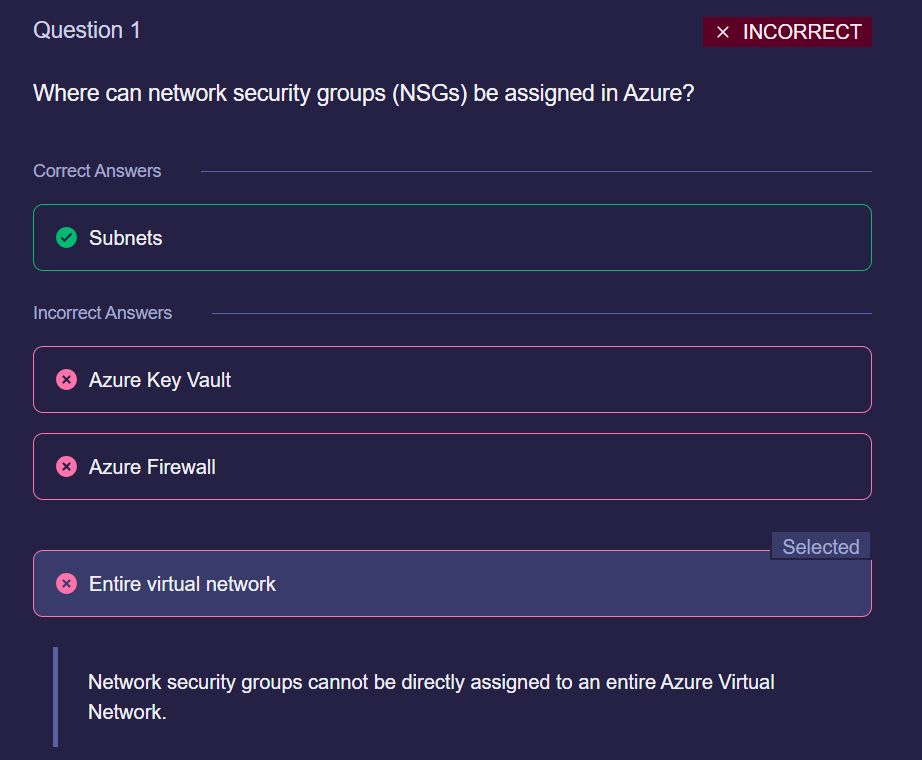 Question 1
× INCORRECT
Where can network security groups (NSGs) be assigned in Azure?
Correct Answers
Subnets
Incorrect Answers
Azure Key Vault
Azure Firewall
Selected
Entire virtual network
Network security groups cannot be directly assigned to an entire Azure Virtual
Network.